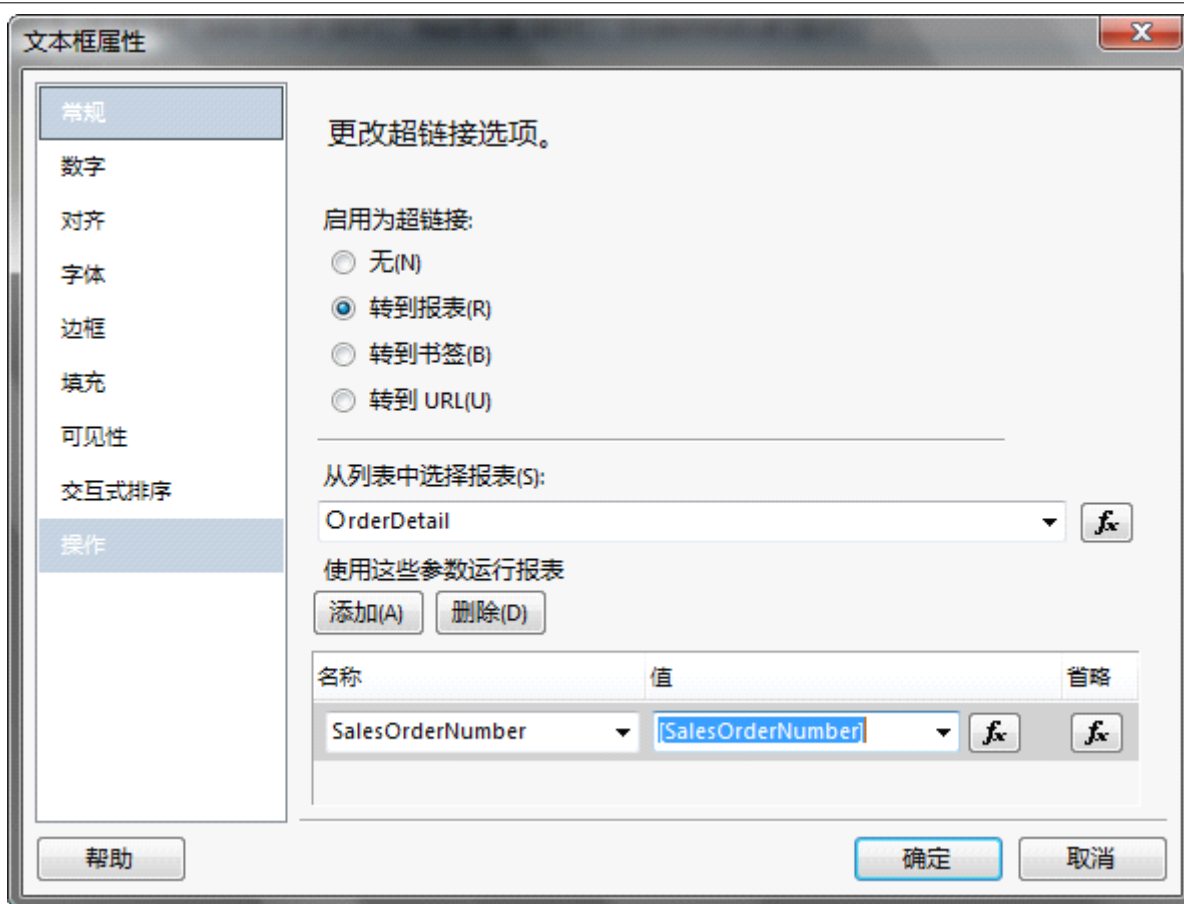 文本框属性
常规
数字
对齐
字体
边框
填充
可见性
交互式排序
操作
更改超链接选项。
启用为超链接:
无(N)
转到报表(R)
转到书签(B)
转到 URL(U)
从列表中选择报表(S):
OrderDetail
fx
使用这些参数运行报表
添加(A) 删除(D)
名称 值 省略
SalesOrderNumber [SalesOrderNumber] fx fx
帮助 确定 取消